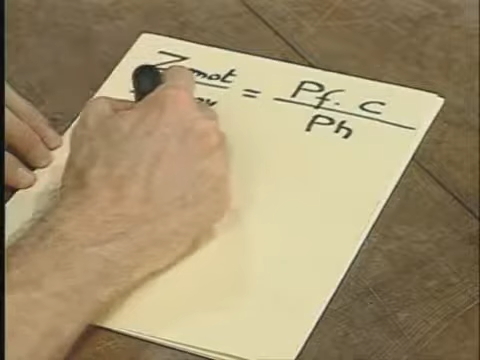 Zmot = Pf. c
Ph